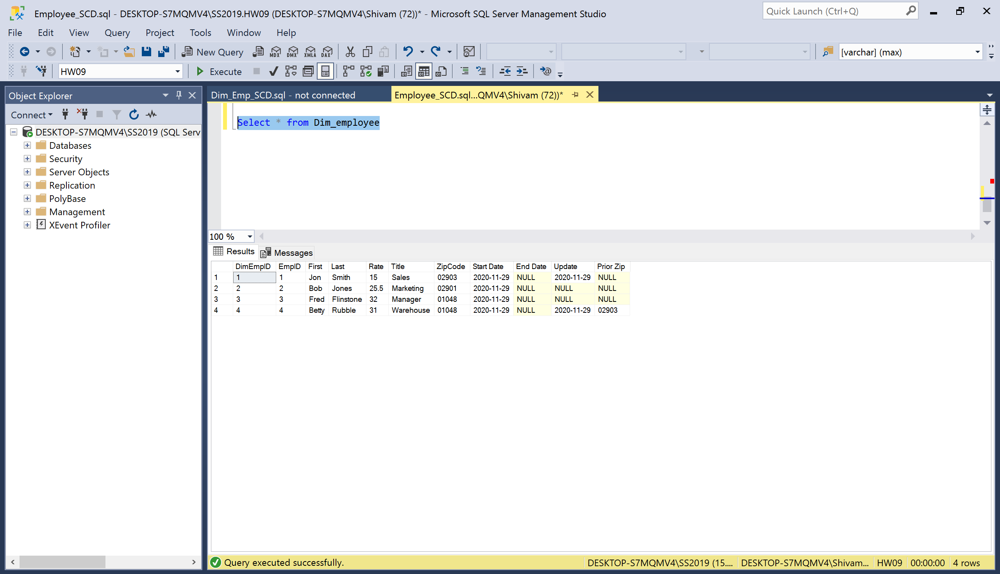 Employee_SCD.sql - DESKTOP-S7MQMV4\SS2019.HW09 (DESKTOP-S7MQMV4\Shivam (72))* - Microsoft SQL Server Management Studio
Quick Launch (Ctrl+Q)
File Edit View Query Project Tools Window Help
New Query MDX DMX XMLA DAX [varchar] (max)
HW09 Execute
Object Explorer
Dim_Emp_SCD.sql - not connected Employee_SCD.sql...QMV4\Shivam (72))*
Connect
DESKTOP-S7MQMV4\SS2019 (SQL Serv
Databases
Security
Server Objects
Replication
PolyBase
Management
XEvent Profiler
Select * from Dim_employee
100 %
Results Messages
DimEmpID EmpID First Last Rate Title ZipCode Start Date End Date Update Prior Zip
1 1 1 Jon Smith 15 Sales 02903 2020-11-29 NULL 2020-11-29 NULL
2 2 2 Bob Jones 25.5 Marketing 02901 2020-11-29 NULL NULL NULL
3 3 3 Fred Flinstone 32 Manager 01048 2020-11-29 NULL NULL NULL
4 4 4 Betty Rubble 31 Warehouse 01048 2020-11-29 NULL 2020-11-29 02903
Query executed successfully. DESKTOP-S7MQMV4\SS2019 (15.... DESKTOP-S7MQMV4\Shivam... HW09 00:00:00 4 rows